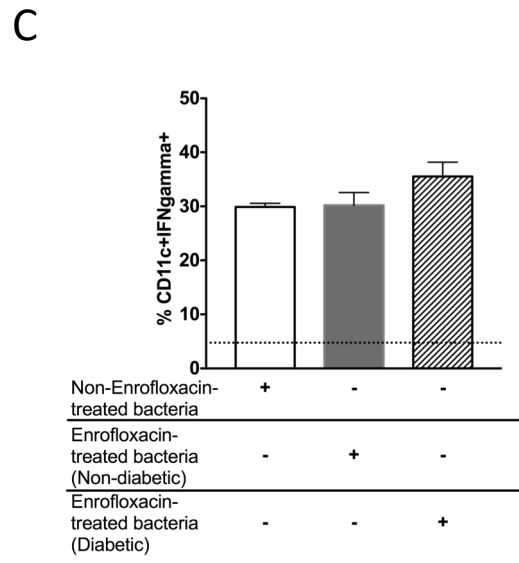 C
% CD11c+IFNgamma+
50
40
30
20
10
0
Non-Enrofloxacin-
treated bacteria
+ - -
Enrofloxacin-
treated bacteria
(Non-diabetic)
- + -
Enrofloxacin-
treated bacteria
(Diabetic)
- - +